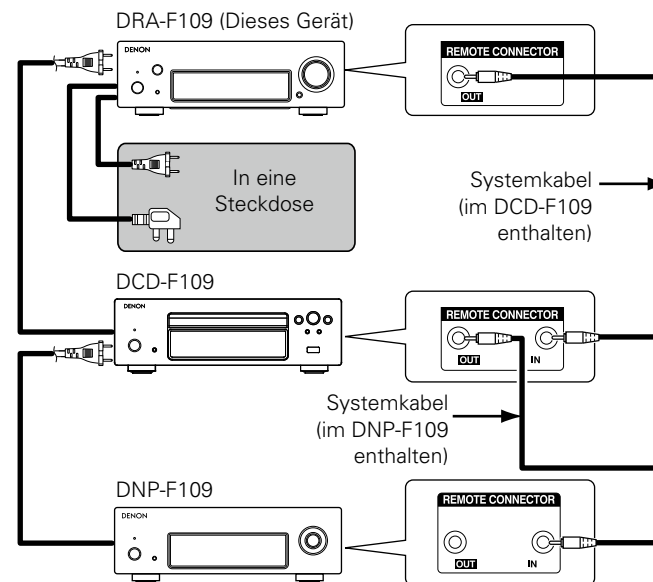 DRA-F109 (Dieses Gerät)
DENON
REMOTE CONNECTOR
OUT
In eine
Steckdose
Systemkabel
(im DCD-F109
enthalten)
DCD-F109
DENON
REMOTE CONNECTOR
OUT
IN
Systemkabel
(im DNP-F109
enthalten)
DNP-F109
DENON
REMOTE CONNECTOR
OUT
IN